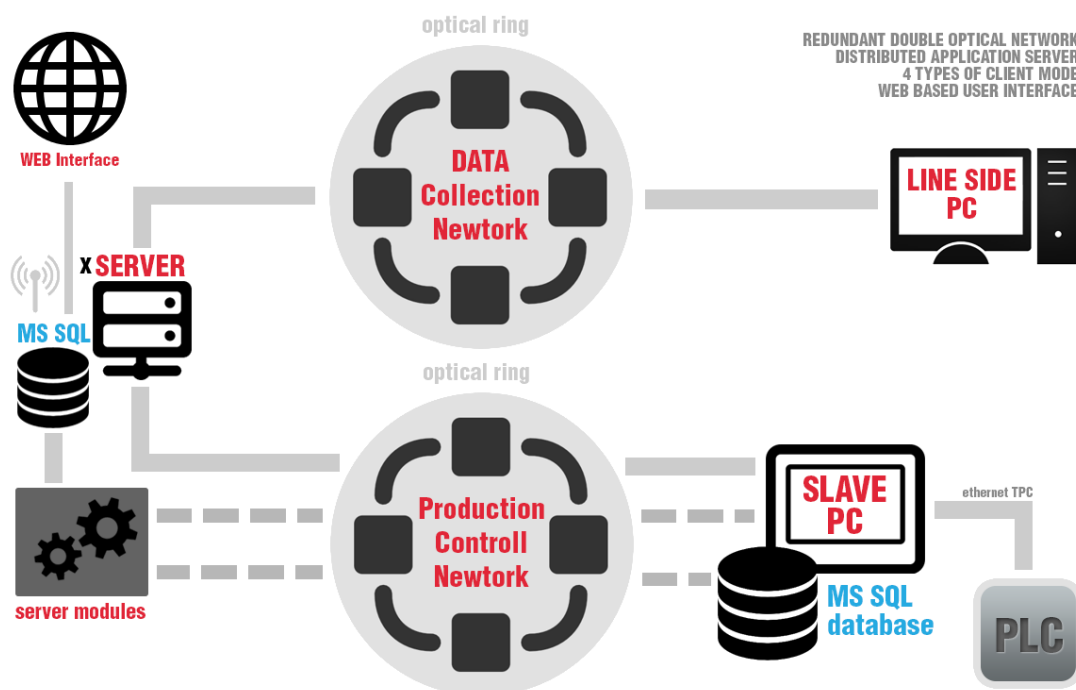 optical ring
REDUNDANT DOUBLE OPTICAL NETWORK
DISTRIBUTED APPLICATION SERVER
4 TYPES OF CLIENT MODE
WEB BASED USER INTERFACE
WEB Interface
DATA
Collection
Newtork
LINE SIDE
PC
x SERVER
MS SQL
optical ring
Production
Controll
Newtork
SLAVE
PC
ethernet TPC
server modules
MS SQL
database
PLC